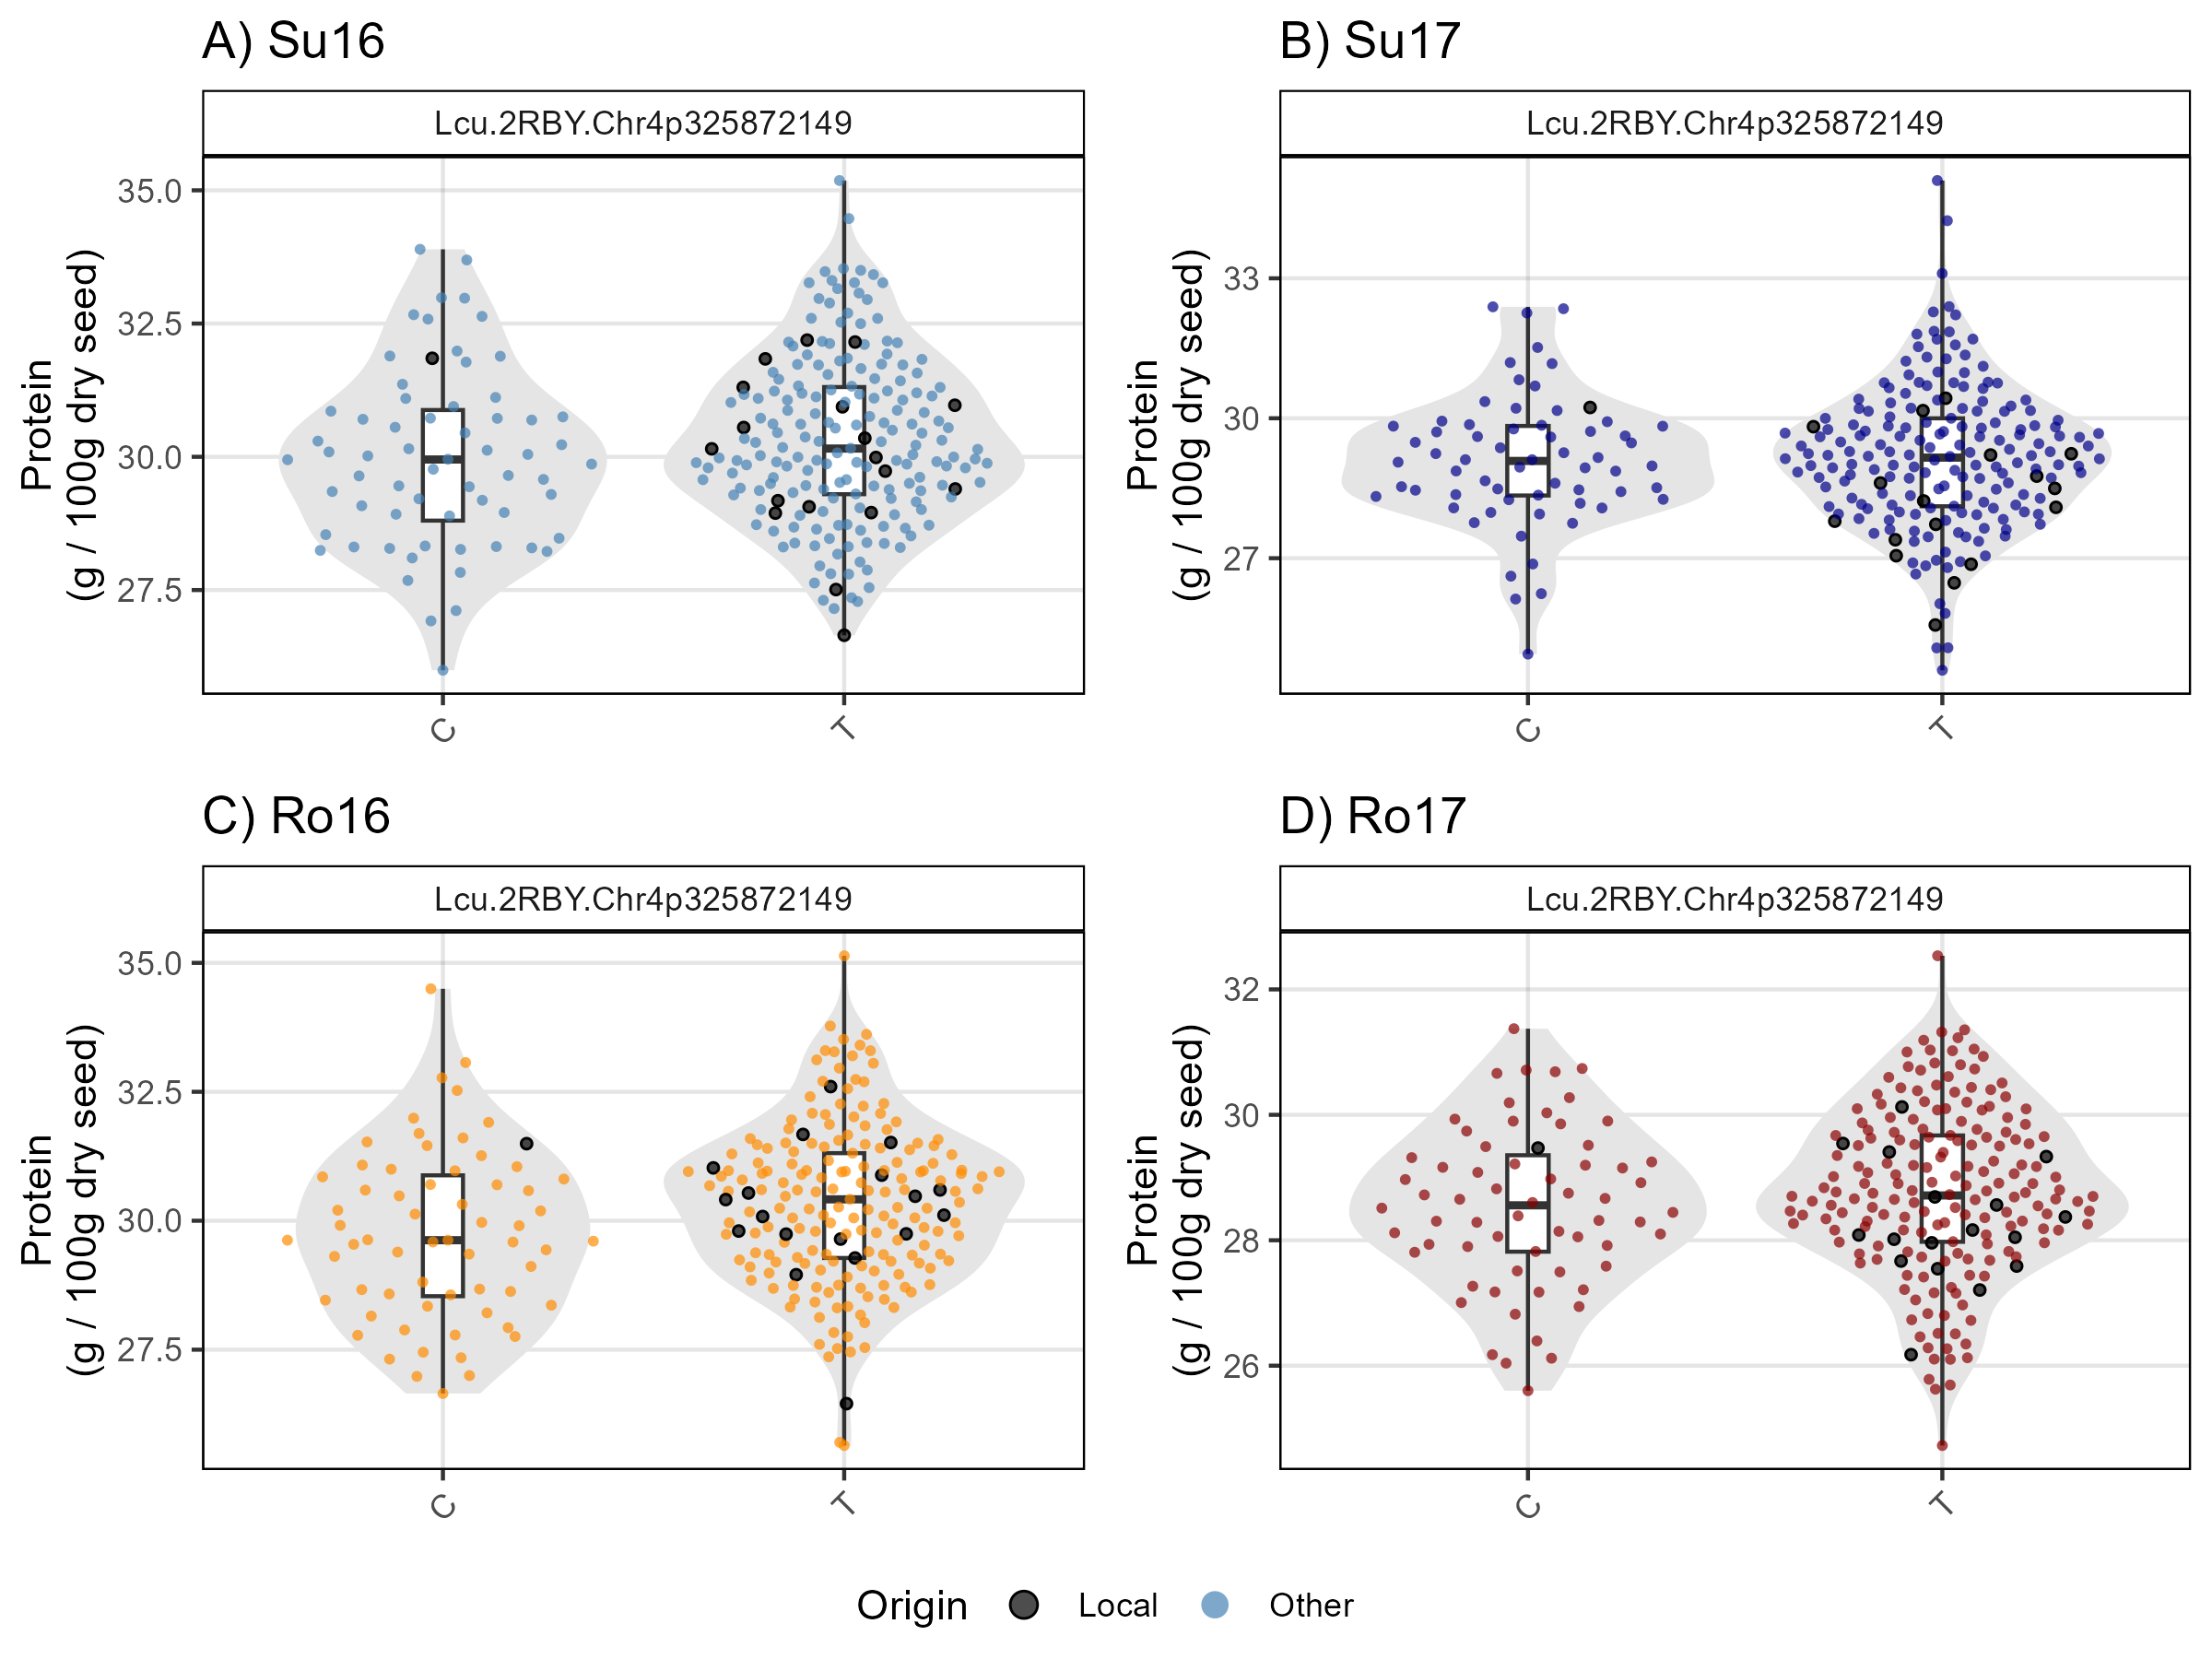 A) Su16
Lcu.2RBY.Chr4p325872149
Protein
(g / 100g dry seed)
35.0
32.5
30.0
27.5
C
T
B) Su17
Lcu.2RBY.Chr4p325872149
Protein
(g / 100g dry seed)
33
30
27
C
T
C) Ro16
Lcu.2RBY.Chr4p325872149
Protein
(g / 100g dry seed)
35.0
32.5
30.0
27.5
C
T
D) Ro17
Lcu.2RBY.Chr4p325872149
Protein
(g / 100g dry seed)
32
30
28
26
C
T
Origin Local Other